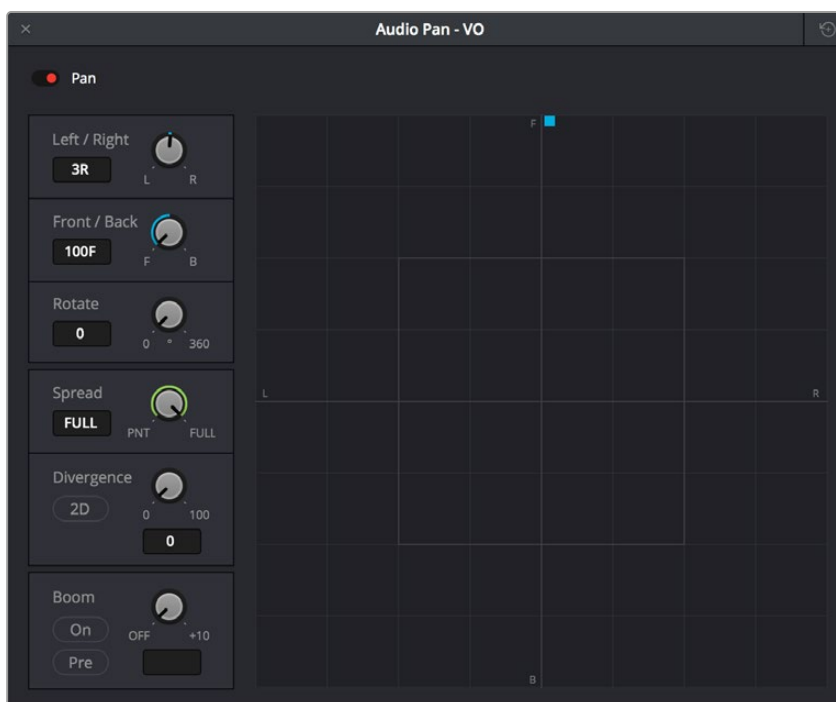 Audio Pan - VO
Pan
Left / Right
3R
L R
Front / Back
100F
F B
Rotate
0
0 ° 360
Spread
FULL
PNT FULL
Divergence
2D
0 100
0
Boom
On
OFF +10
Pre
F
L R
B